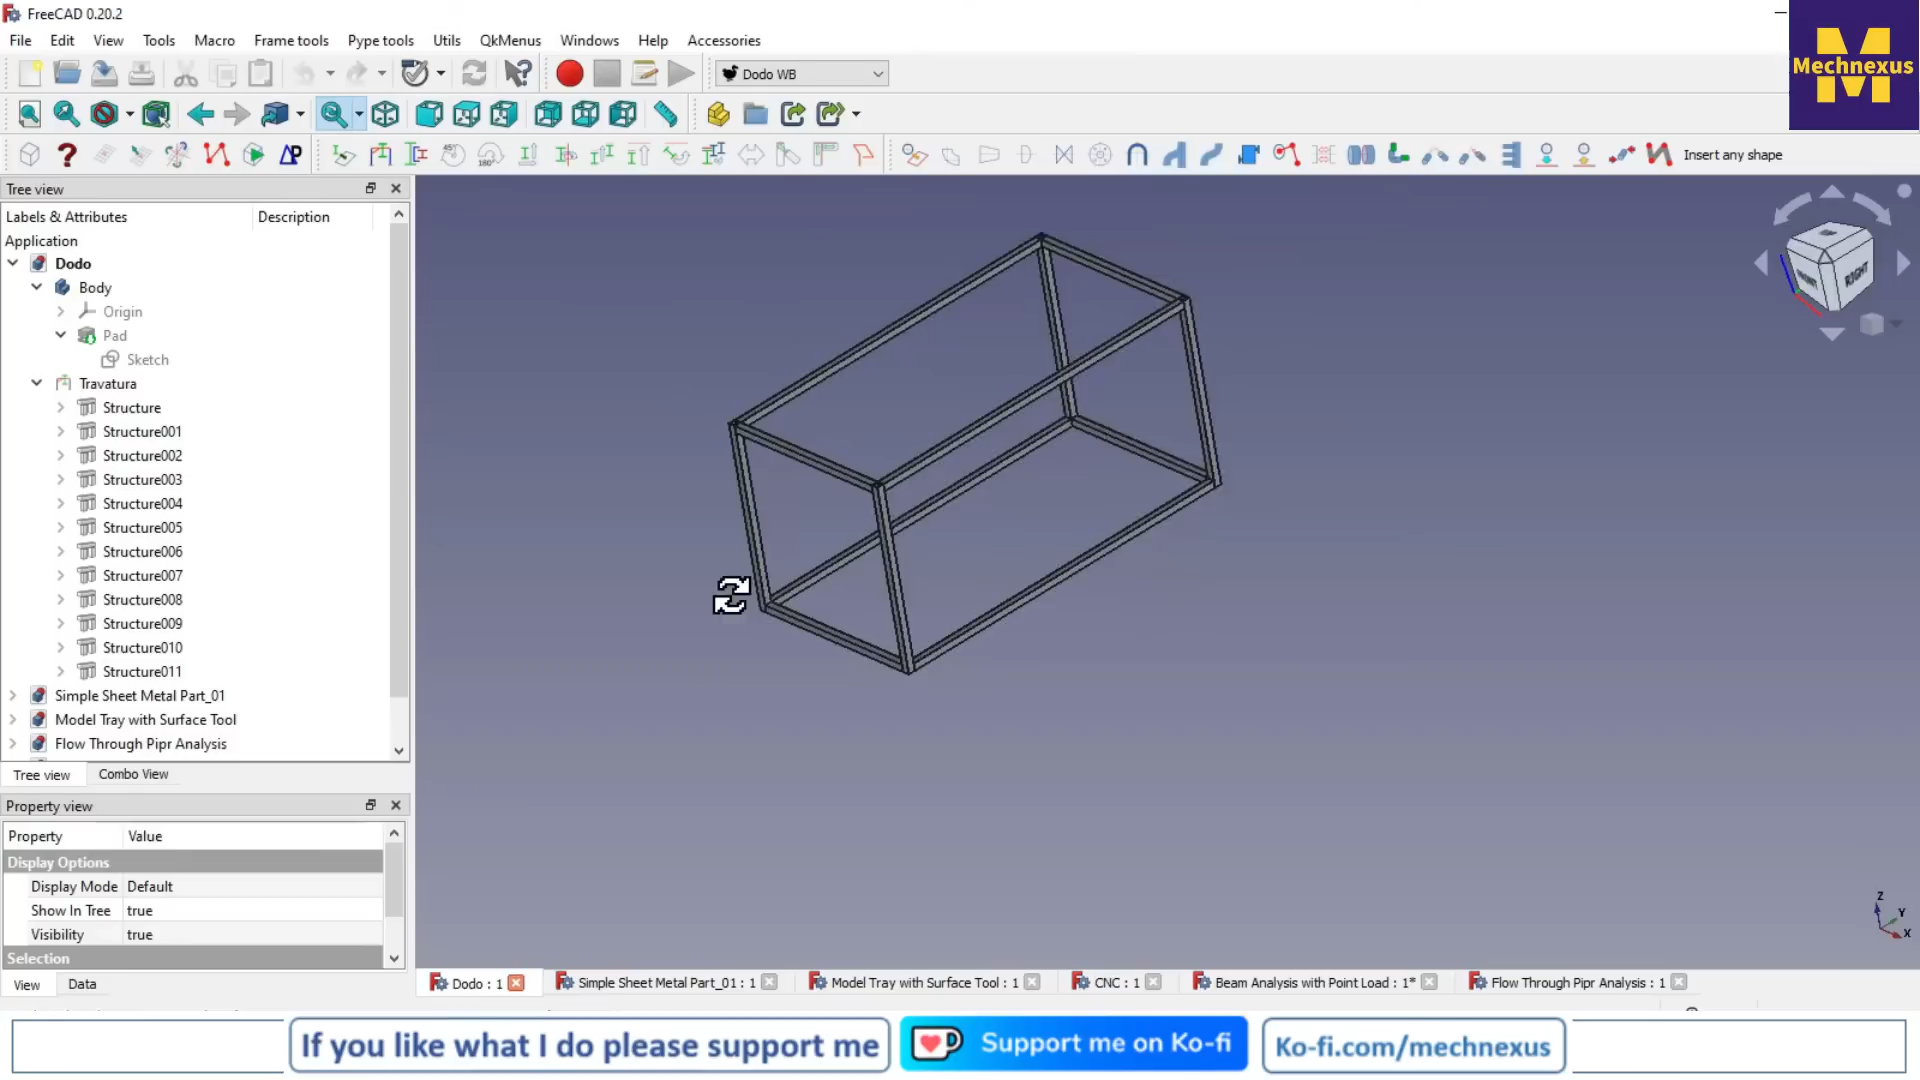 FreeCAD 0.20.2
File Edit View Tools Macro Frame tools Pype tools Utils QkMenus Windows Help Accessories
Mechnexus
Dodo WB
Insert any shape
Tree view
Labels & Attributes Description
Application
Dodo
Body
Origin
Pad
Sketch
Travatura
Structure
Structure001
Structure002
Structure003
Structure004
Structure005
Structure006
Structure007
Structure008
Structure009
Structure010
Structure011
Simple Sheet Metal Part_01
Model Tray with Surface Tool
Flow Through Pipr Analysis
Tree view Combo View
RIGHT
Property view
Property Value
Display Options
Display Mode Default
Show In Tree true
Visibility true
Selection
View Data
Z
Y
X
Dodo : 1 Simple Sheet Metal Part_01 : 1 Model Tray with Surface Tool : 1 CNC : 1 Beam Analysis with Point Load : 1* Flow Through Pipr Analysis : 1
If you like what I do please support me Support me on Ko-fi Ko-fi.com/mechnexus